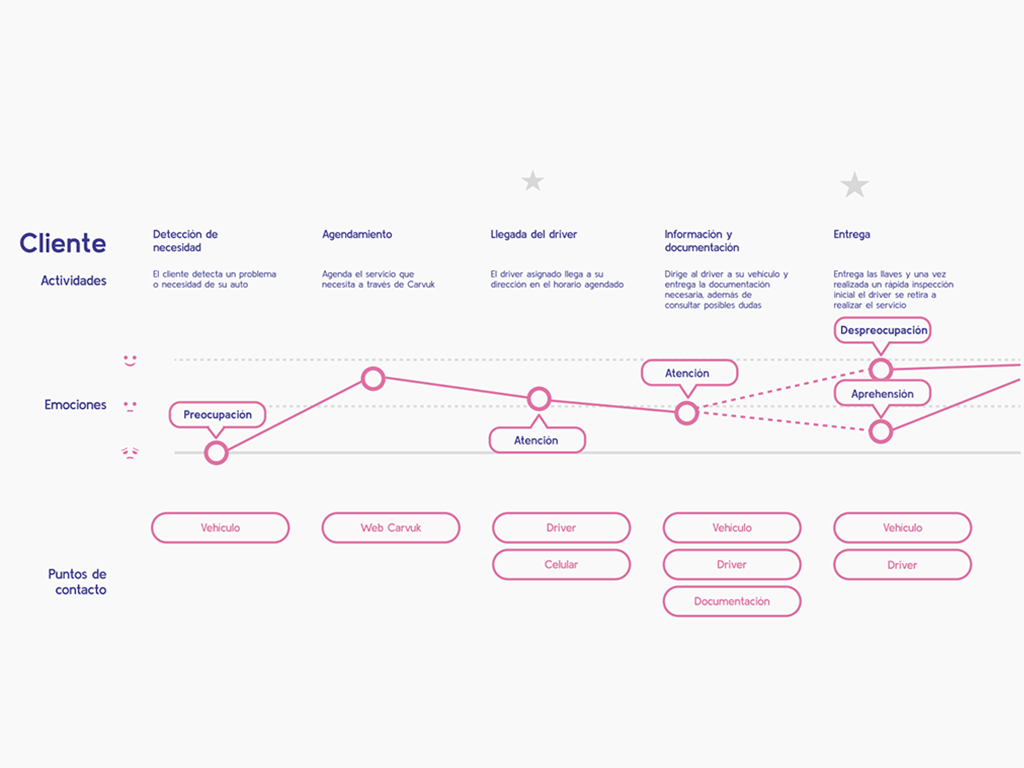 Cliente
Detección de
necesidad
Agendamiento
Llegada del driver
Información y
documentación
Entrega
Actividades
El cliente detecta un problema
o necesidad de su auto
Agenda el servicio que
necesita a través de Carvuk
El driver asignado llega a su
dirección en el horario agendado
Dirige al driver a su vehículo y
entrega la documentación
necesaria, además de
consultar posibles dudas
Entrega las llaves y una vez
realizada un rápida inspección
inicial el driver se retira a
realizar el servicio
Emociones
Preocupación
Atención
Atención
Despreocupación
Aprehensión
Puntos de
contacto
Vehículo
Web Carvuk
Driver
Celular
Vehículo
Driver
Documentación
Vehículo
Driver